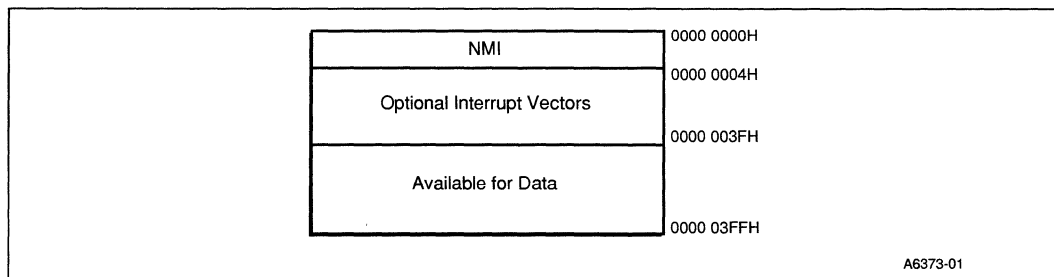 NMI
0000 0000H
0000 0004H
Optional Interrupt Vectors
0000 003FH
Available for Data
0000 03FFH
A6373-01